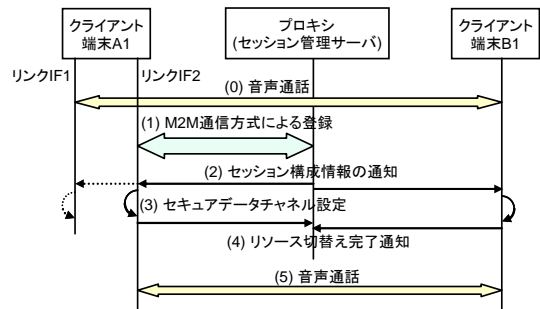 クライアント
端末A1
プロキシ
(セッション管理サーバ)
クライアント
端末B1
リンクIF1
リンクIF2
(0) 音声通話
(1) M2M通信方式による登録
(2) セッション構成情報の通知
(3) セキュアデータチャネル設定
(4) リソース切替え完了通知
(5) 音声通話